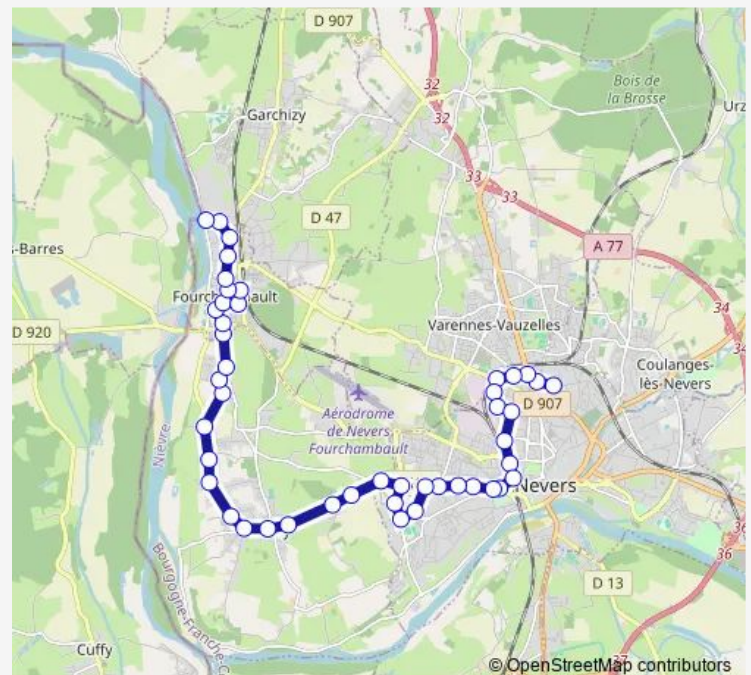 D 907
32
32
Bois de
la Brosse
Garchizy
Urz
33
33
D 47
s-Barres
A 77
34
Fourchambault
34
D 920
Varennes-Vauzelles
Coulanges-
lès-Nevers
Aérodrome
de Nevers
Fourchambault
D 907
Nièvre
Nevers
36
36
D 13
Bourgogne-Franche-C
Cuffy
37
© OpenStreetMap contributors